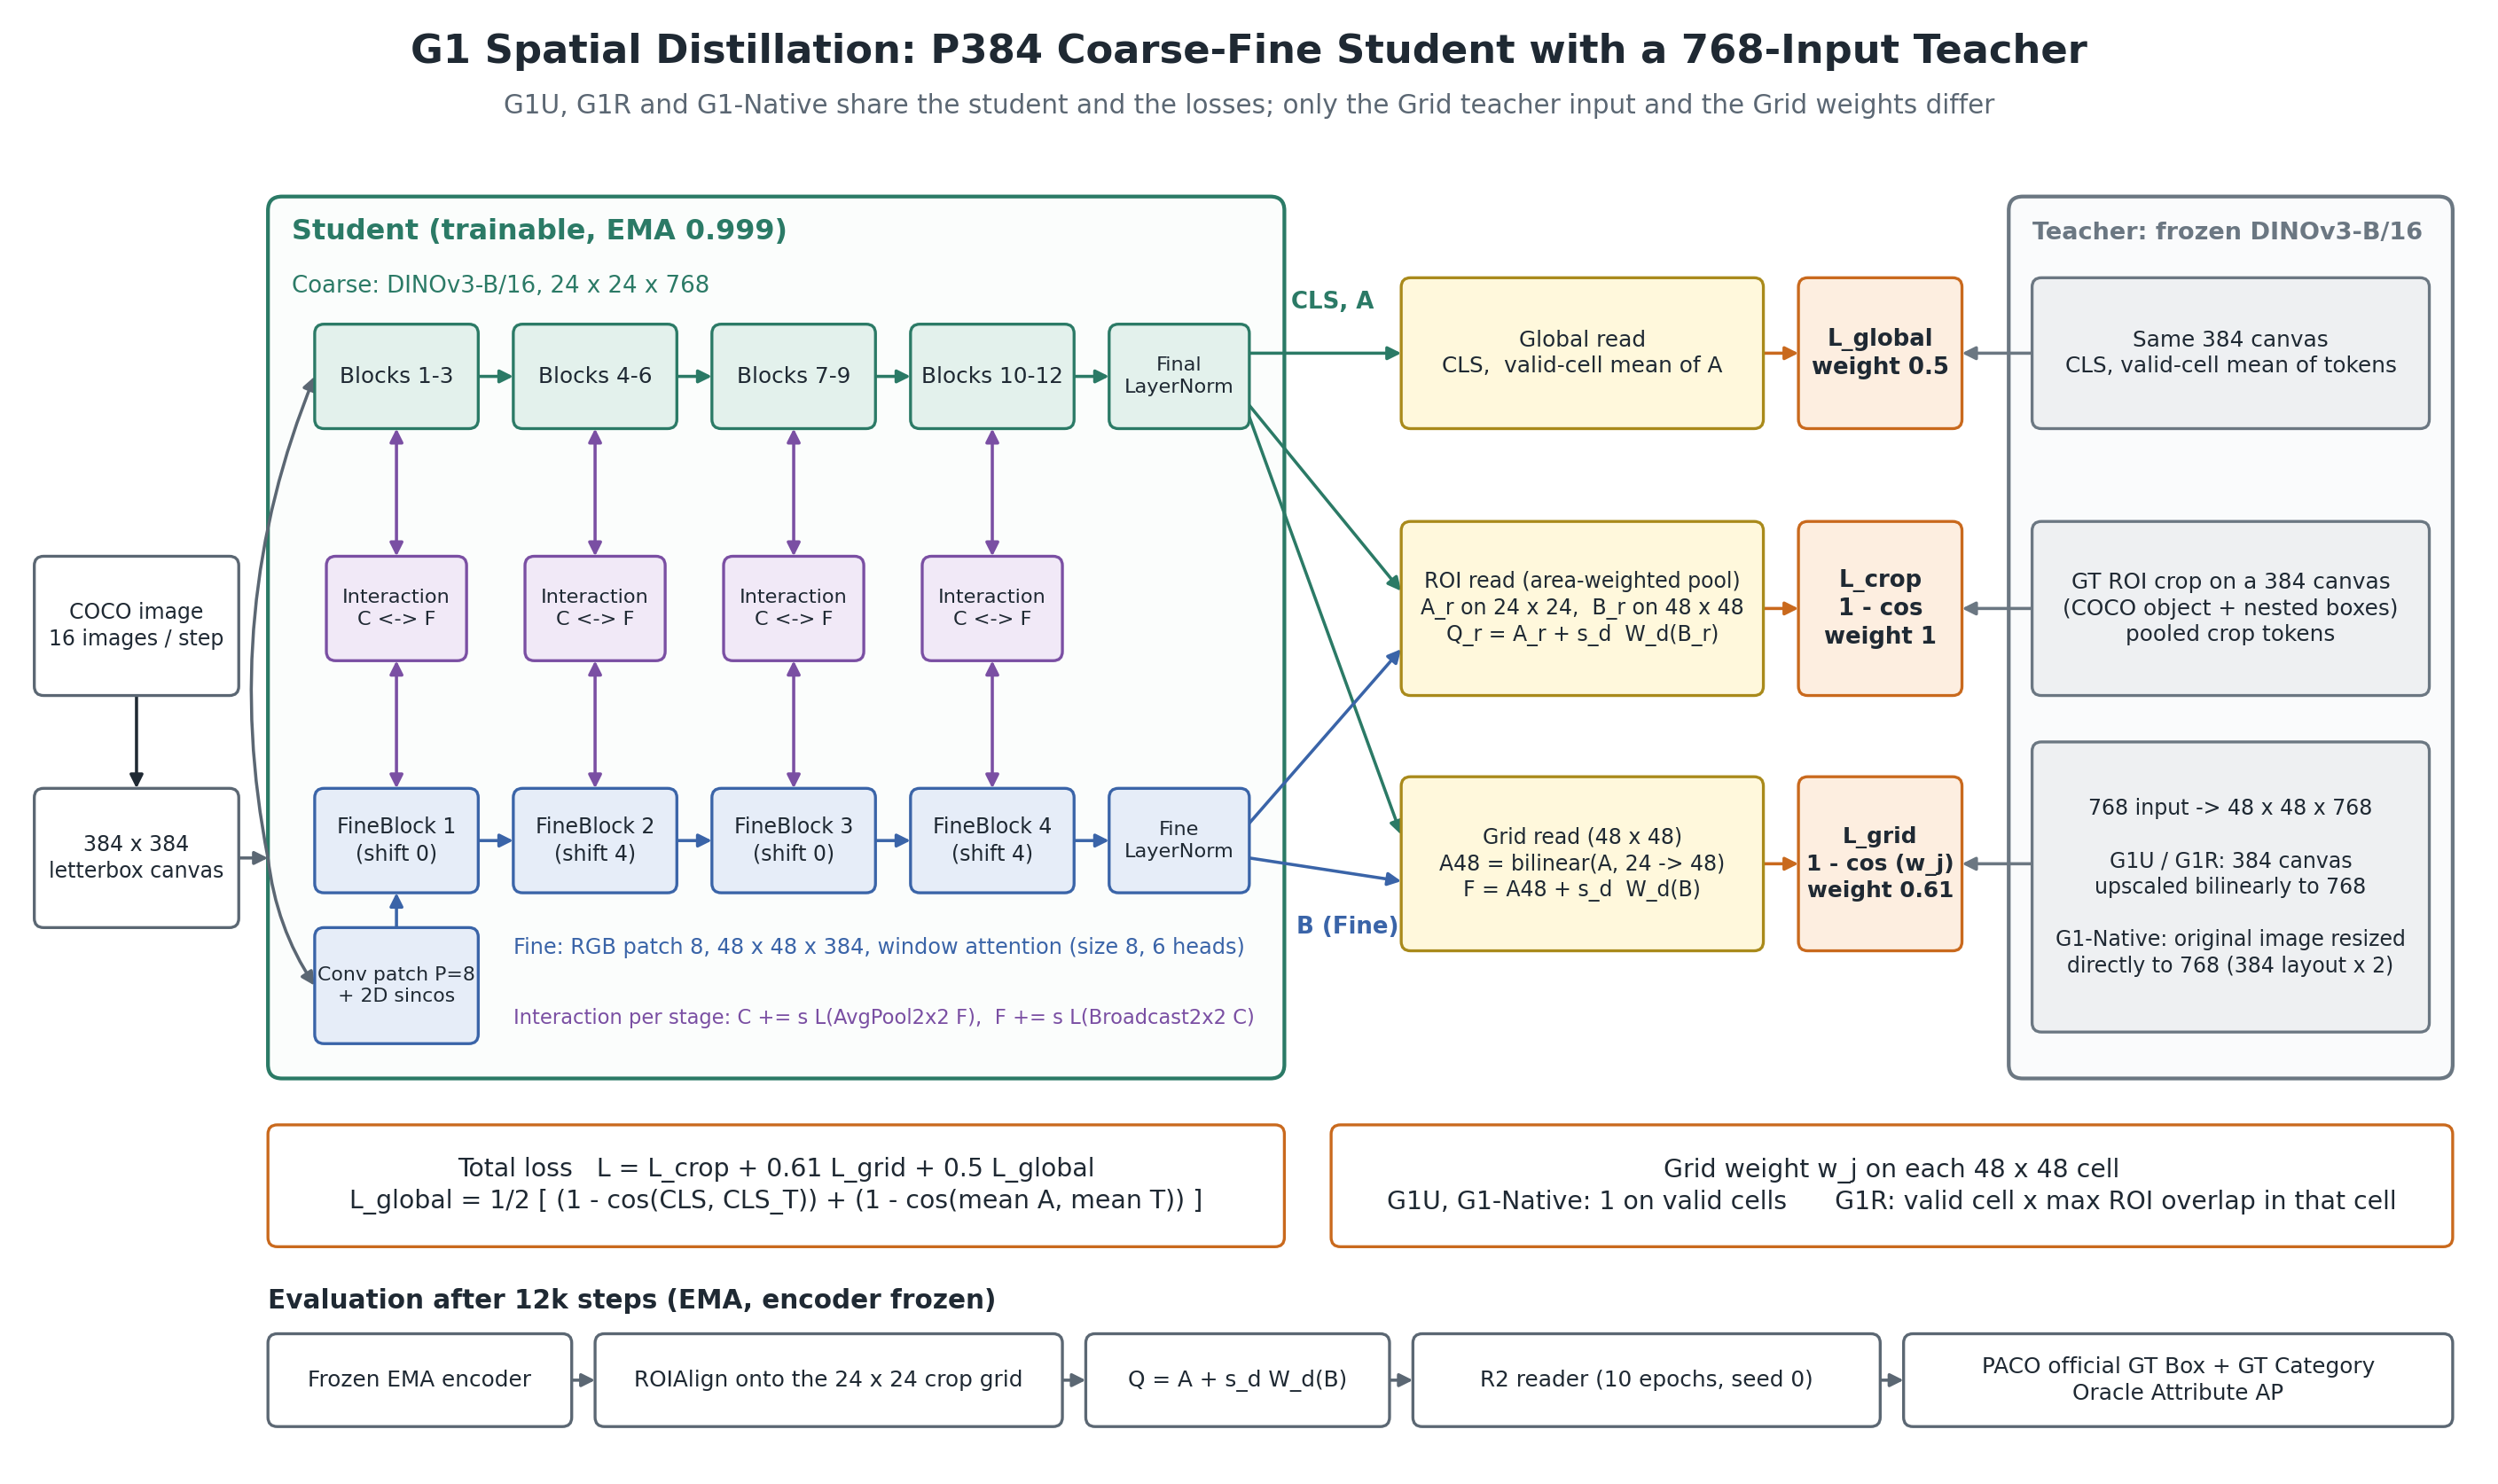 G1 Spatial Distillation: P384 Coarse-Fine Student with a 768-Input Teacher
G1U, G1R and G1-Native share the student and the losses; only the Grid teacher input and the Grid weights differ
COCO image
16 images / step
384 x 384
letterbox canvas
Student (trainable, EMA 0.999)
Coarse: DINOv3-B/16, 24 x 24 x 768
Blocks 1-3
Blocks 4-6
Blocks 7-9
Blocks 10-12
Final
LayerNorm
Interaction
C <-> F
Interaction
C <-> F
Interaction
C <-> F
Interaction
C <-> F
FineBlock 1
(shift 0)
FineBlock 2
(shift 4)
FineBlock 3
(shift 0)
FineBlock 4
(shift 4)
Fine
LayerNorm
Conv patch P=8
+ 2D sincos
Fine: RGB patch 8, 48 x 48 x 384, window attention (size 8, 6 heads)
Interaction per stage: C += s L(AvgPool2x2 F),  F += s L(Broadcast2x2 C)
CLS, A
B (Fine)
Global read
CLS,  valid-cell mean of A
L_global
weight 0.5
ROI read (area-weighted pool)
A_r on 24 x 24,  B_r on 48 x 48
Q_r = A_r + s_d  W_d(B_r)
L_crop
1 - cos
weight 1
Grid read (48 x 48)
A48 = bilinear(A, 24 -> 48)
F = A48 + s_d  W_d(B)
L_grid
1 - cos (w_j)
weight 0.61
Teacher: frozen DINOv3-B/16
Same 384 canvas
CLS, valid-cell mean of tokens
GT ROI crop on a 384 canvas
(COCO object + nested boxes)
pooled crop tokens
768 input -> 48 x 48 x 768
G1U / G1R: 384 canvas
upscaled bilinearly to 768
G1-Native: original image resized
directly to 768 (384 layout x 2)
Total loss   L = L_crop + 0.61 L_grid + 0.5 L_global
L_global = 1/2 [ (1 - cos(CLS, CLS_T)) + (1 - cos(mean A, mean T)) ]
Grid weight w_j on each 48 x 48 cell
G1U, G1-Native: 1 on valid cells      G1R: valid cell x max ROI overlap in that cell
Evaluation after 12k steps (EMA, encoder frozen)
Frozen EMA encoder
ROIAlign onto the 24 x 24 crop grid
Q = A + s_d W_d(B)
R2 reader (10 epochs, seed 0)
PACO official GT Box + GT Category
Oracle Attribute AP